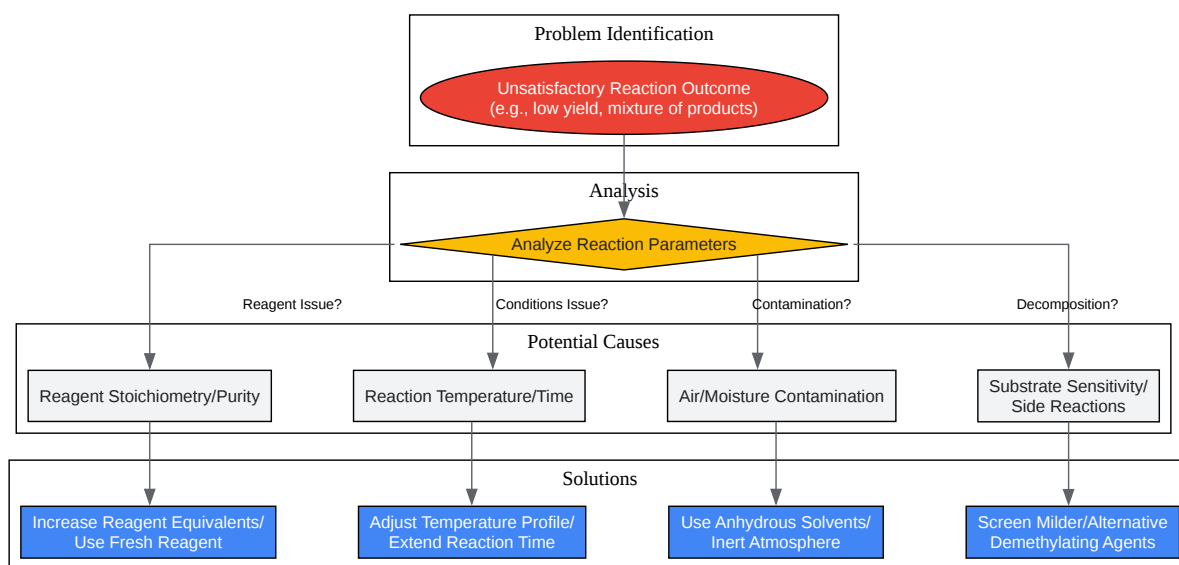 Problem Identification
Unsatisfactory Reaction Outcome
(e.g., low yield, mixture of products)
Analysis
Analyze Reaction Parameters
Reagent Issue?
Conditions Issue?
Contamination?
Decomposition?
Potential Causes
Reagent Stoichiometry/Purity
Reaction Temperature/Time
Air/Moisture Contamination
Substrate Sensitivity/
Side Reactions
Solutions
Increase Reagent Equivalents/
Use Fresh Reagent
Adjust Temperature Profile/
Extend Reaction Time
Use Anhydrous Solvents/
Inert Atmosphere
Screen Milder/Alternative
Demethylating Agents